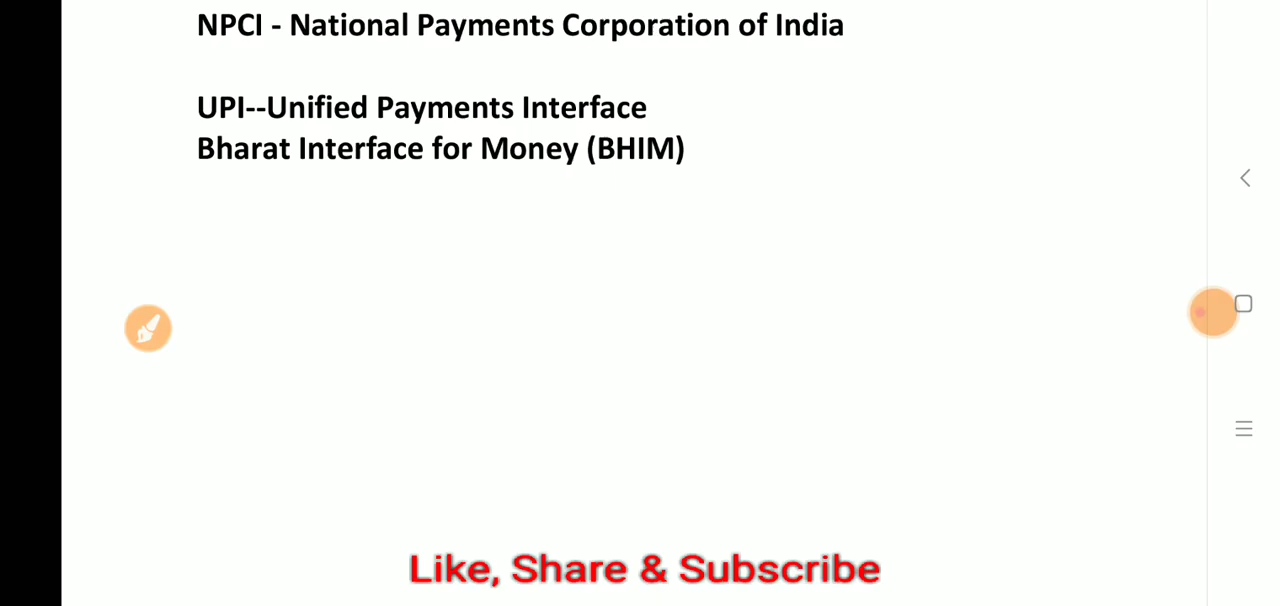 NPCI - National Payments Corporation of India
UPI--Unified Payments Interface
Bharat Interface for Money (BHIM)
Like, Share & Subscribe